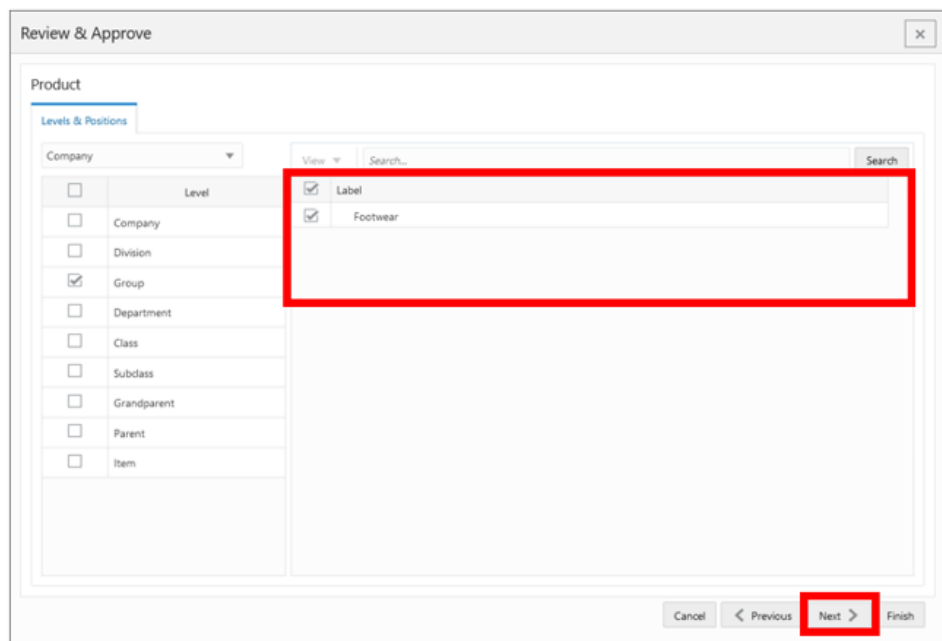 Review & Approve
Product
Levels & Positions
Company
View
Search...
Search
Level
Label
Company
Footwear
Division
Group
Department
Class
Subclass
Grandparent
Parent
Item
Cancel
Previous
Next
Finish